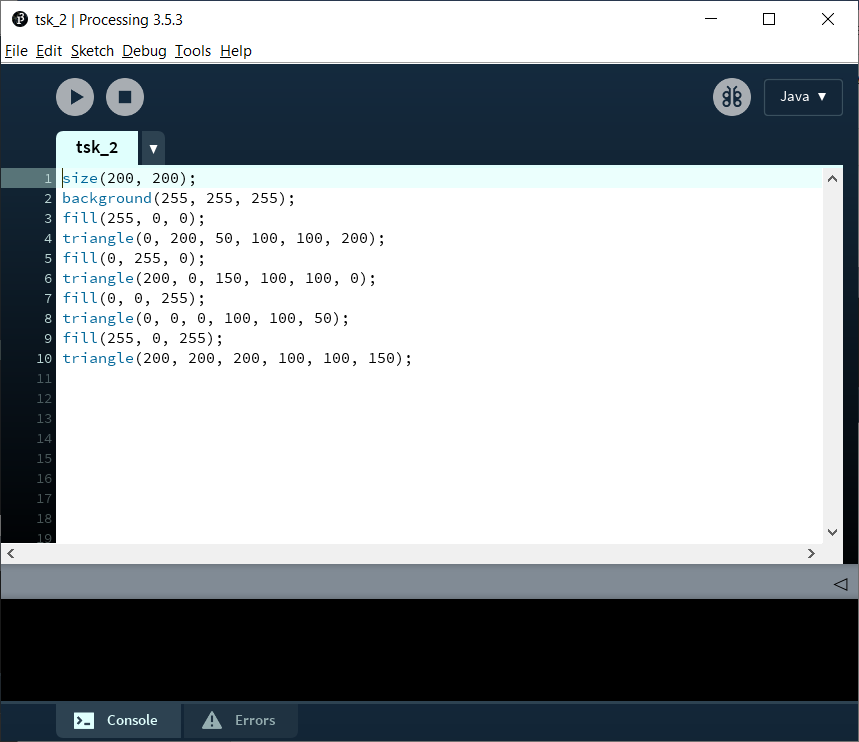 tsk_2 | Processing 3.5.3
File Edit Sketch Debug Tools Help
Java ▼
tsk_2 ▼
1 size(200, 200);
2 background(255, 255, 255);
3 fill(255, 0, 0);
4 triangle(0, 200, 50, 100, 100, 200);
5 fill(0, 255, 0);
6 triangle(200, 0, 150, 100, 100, 0);
7 fill(0, 0, 255);
8 triangle(0, 0, 0, 100, 100, 50);
9 fill(255, 0, 255);
10 triangle(200, 200, 200, 100, 100, 150);
11
12
13
14
15
16
17
18
19
Console Errors